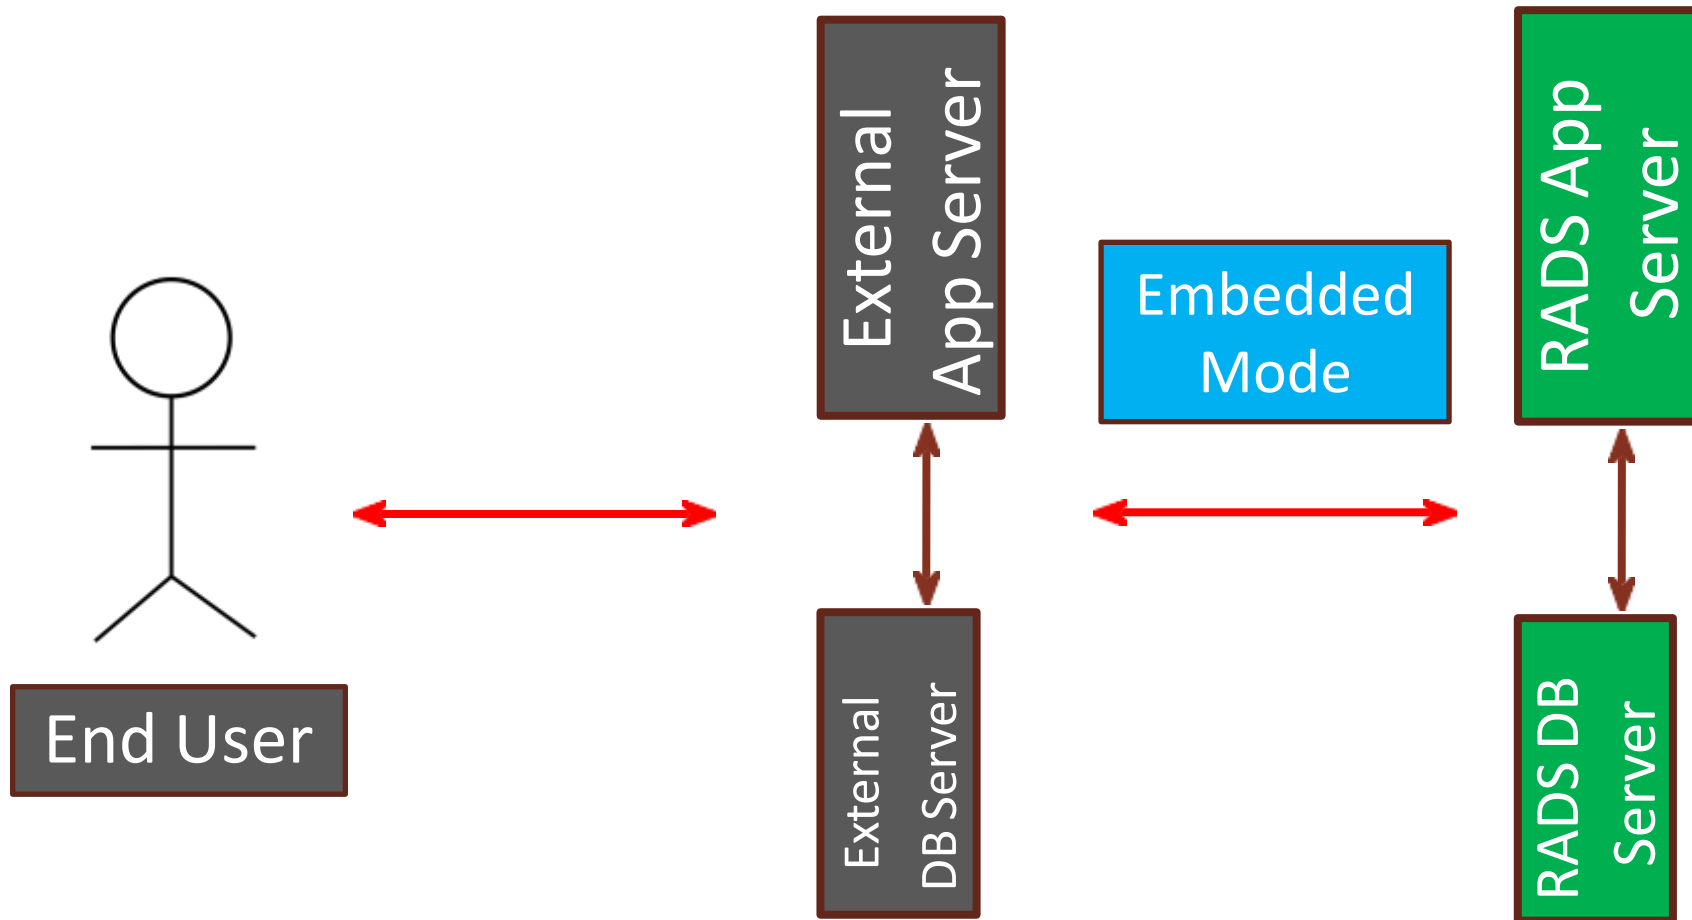 External
App Server
RADS App
Server
Embedded
Mode
End User
External
DB Server
RADS DB
Server